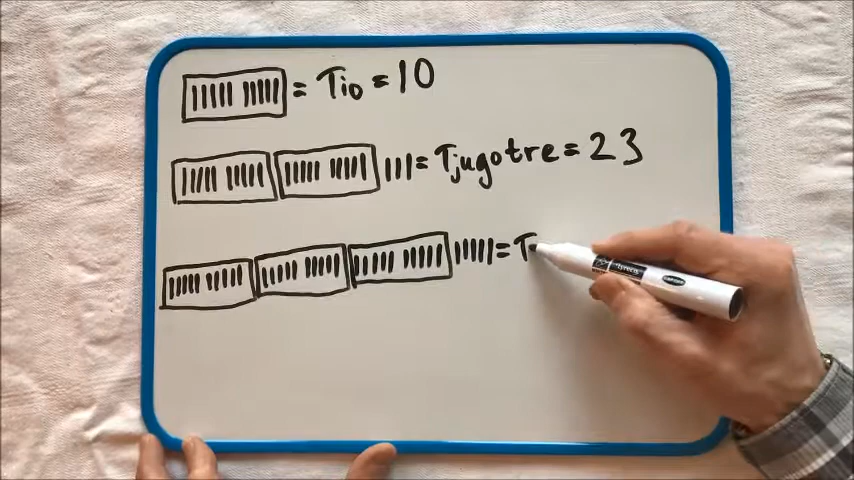 = Tio = 10
= Tjugotre = 23
= T